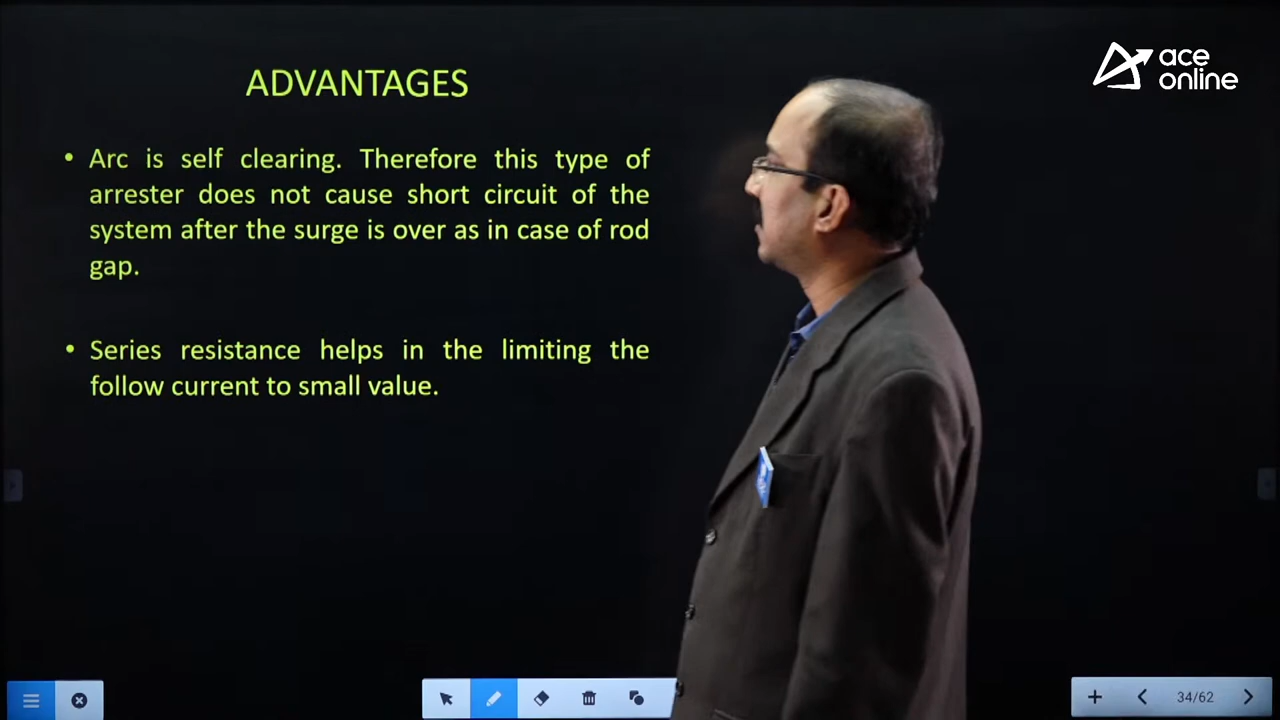 ADVANTAGES
• Arc is self clearing. Therefore this type of
arrester does not cause short circuit of the
system after the surge is over as in case of rod
gap.
• Series resistance helps in the limiting the
follow current to small value.
ace
online
34/62